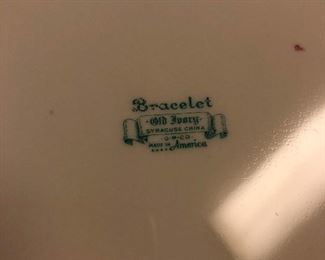 Bracelet
Old Ivory
SYRACUSE CHINA
O.P.CO.
MADE IN America